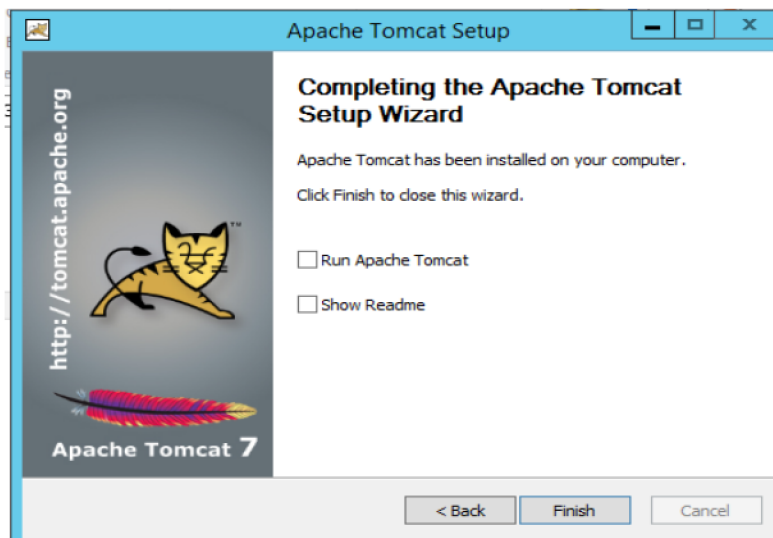 Apache Tomcat Setup
Completing the Apache Tomcat
Setup Wizard
Apache Tomcat has been installed on your computer.
Click Finish to close this wizard.
Run Apache Tomcat
Show Readme
http://tomcat.apache.org
TM
Apache Tomcat 7
< Back
Finish
Cancel